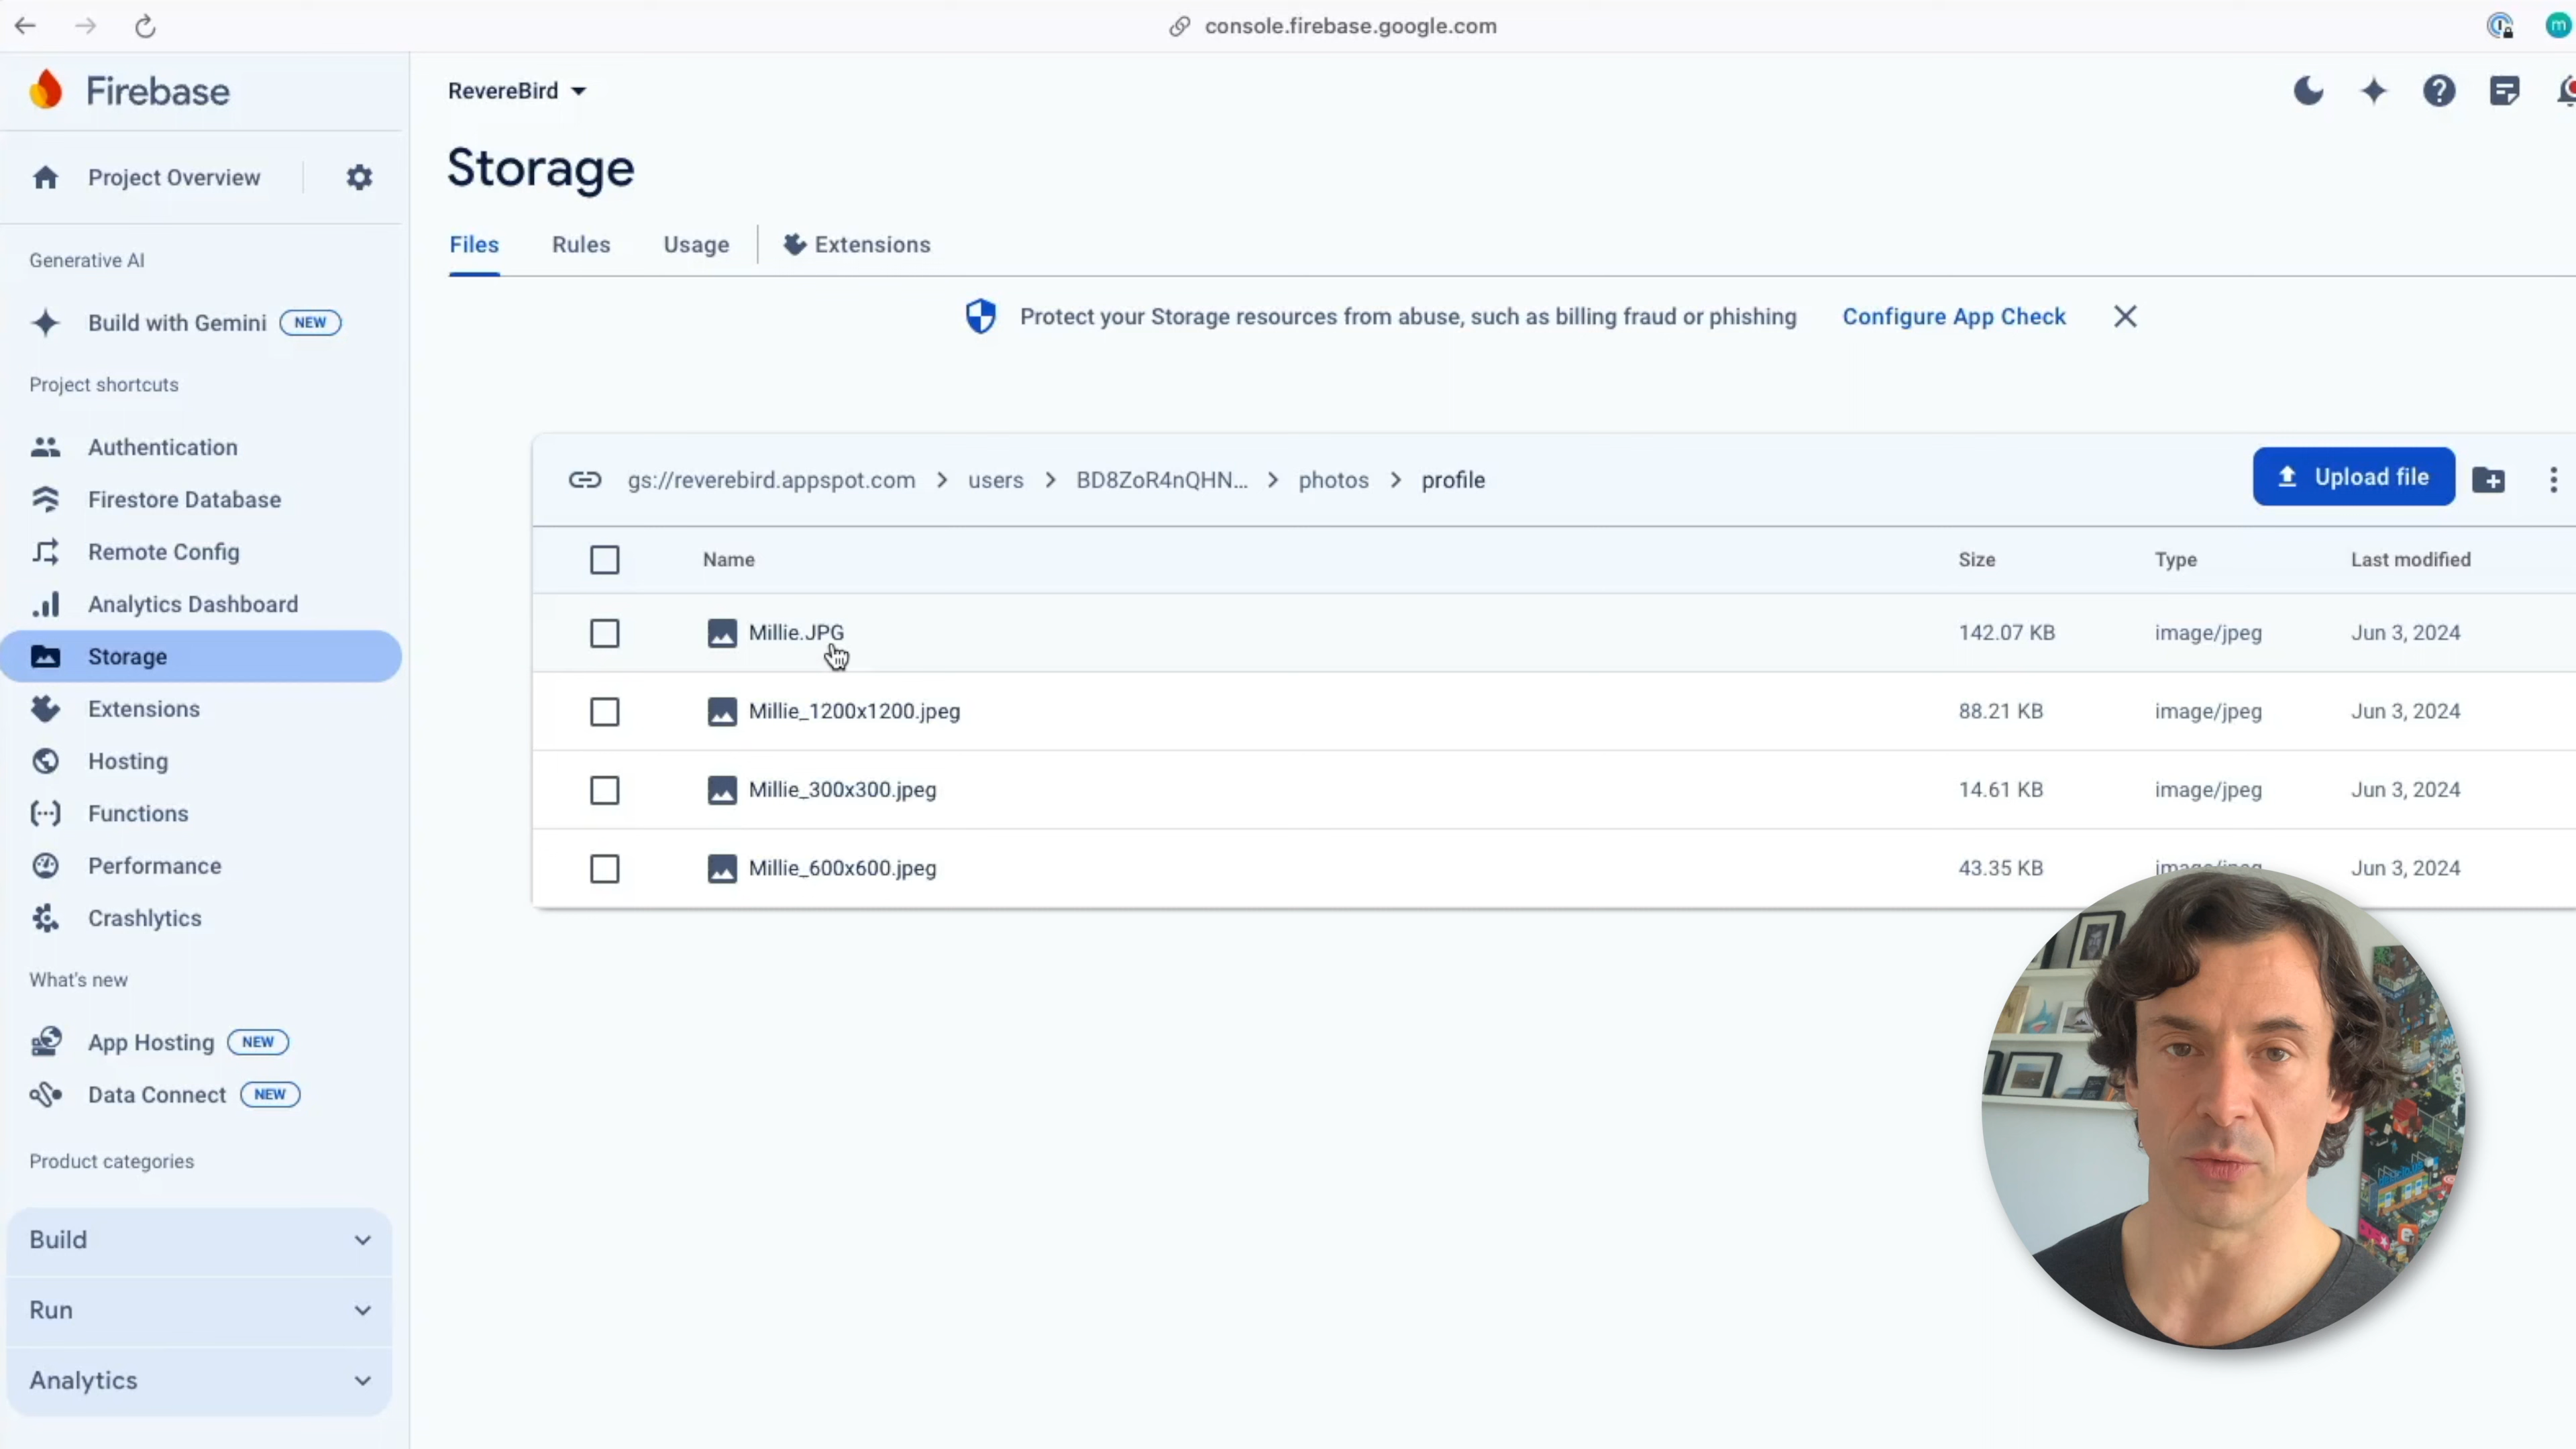 console.firebase.google.com
m
Firebase
Project Overview
Generative AI
Build with Gemini NEW
Project shortcuts
Authentication
Firestore Database
Remote Config
Analytics Dashboard
Storage
Extensions
Hosting
Functions
Performance
Crashlytics
What's new
App Hosting NEW
Data Connect NEW
Product categories
Build
Run
Analytics
RevereBird
Storage
Files Rules Usage Extensions
Protect your Storage resources from abuse, such as billing fraud or phishing Configure App Check
gs://reverebird.appspot.com > users > BD8ZoR4nQHN... > photos > profile
Upload file
Name Size Type Last modified
Millie.JPG 142.07 KB image/jpeg Jun 3, 2024
Millie_1200x1200.jpeg 88.21 KB image/jpeg Jun 3, 2024
Millie_300x300.jpeg 14.61 KB image/jpeg Jun 3, 2024
Millie_600x600.jpeg 43.35 KB image/jpeg Jun 3, 2024